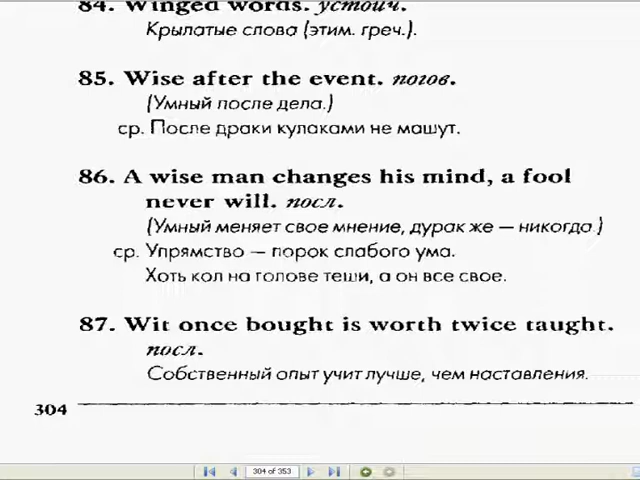 84. Winged words. устойч.
Крылатые слова (этим. греч.).
85. Wise after the event. погов.
(Умный после дела.)
ср. После драки кулаками не машут.
86. A wise man changes his mind, a fool
never will. посл.
(Умный меняет свое мнение, дурак же — никогда.)
ср. Упрямство — порок слабого ума.
Хоть кол на голове теши, а он все свое.
87. Wit once bought is worth twice taught.
посл.
Собственный опыт учит лучше, чем наставления.
304
304 of 353